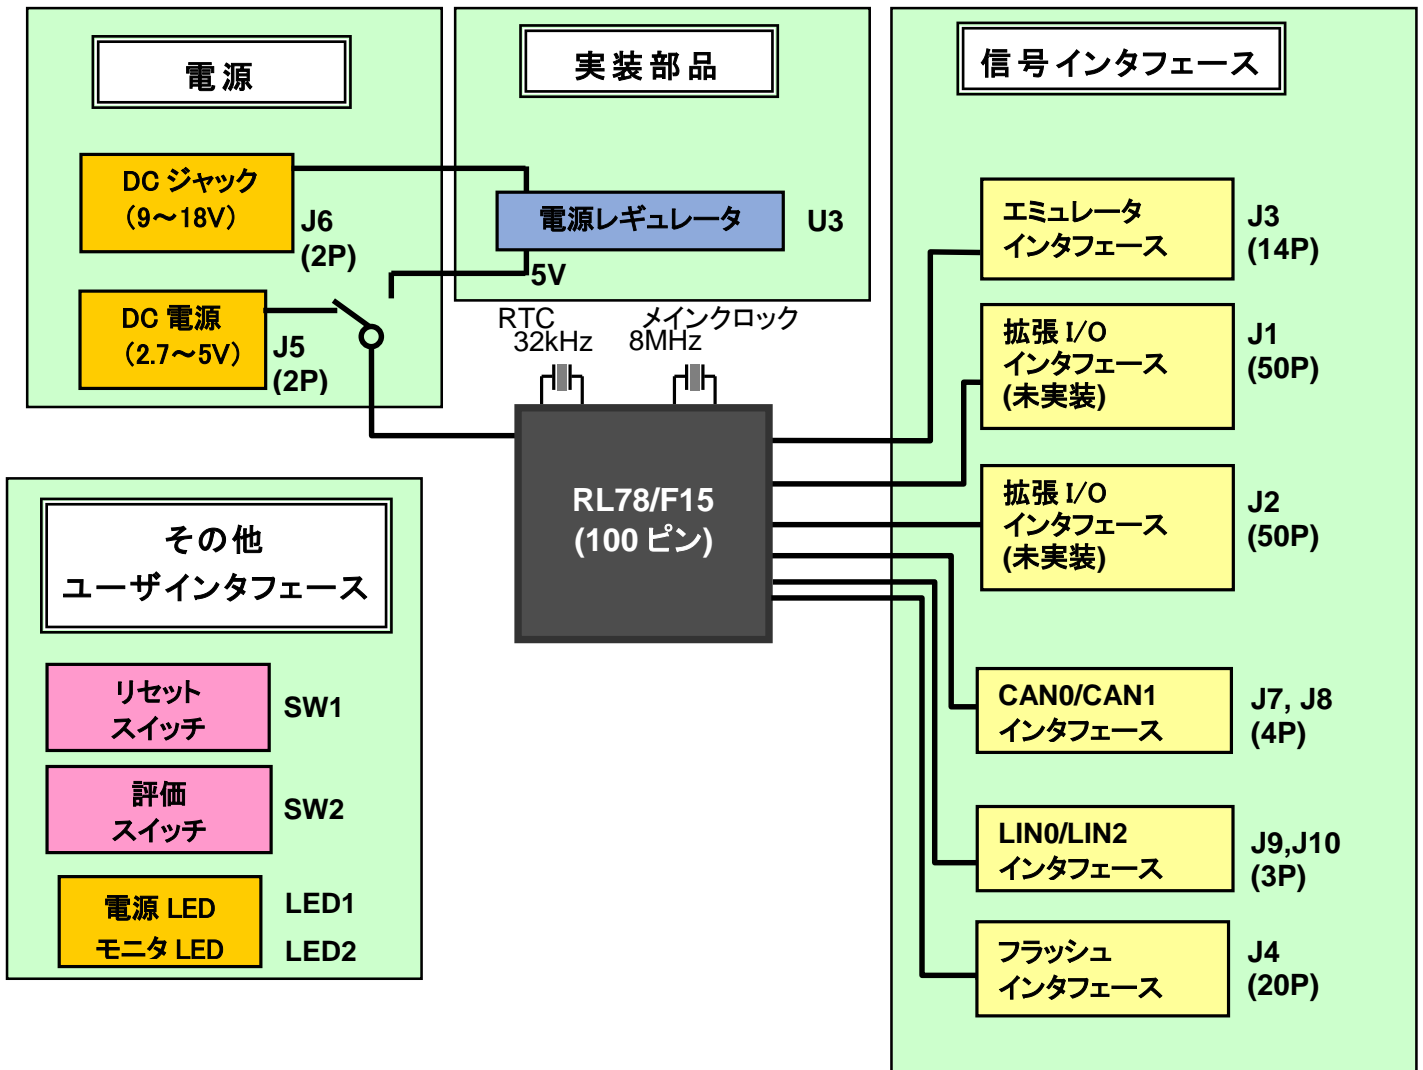 電源
DC ジャック
（9～18V）
J6
(2P)
DC 電源
（2.7～5V）
J5
(2P)
実装部品
電源レギュレータ
U3
5V
RTC
32kHz
メインクロック
8MHz
RL78/F15
(100 ピン)
信号インタフェース
エミュレータ
インタフェース
J3
(14P)
拡張 I/O
インタフェース
(未実装)
J1
(50P)
拡張 I/O
インタフェース
(未実装)
J2
(50P)
CAN0/CAN1
インタフェース
J7, J8
(4P)
LIN0/LIN2
インタフェース
J9,J10
(3P)
フラッシュ
インタフェース
J4
(20P)
その他
ユーザインタフェース
リセット
スイッチ
SW1
評価
スイッチ
SW2
電源 LED
モニタ LED
LED1
LED2